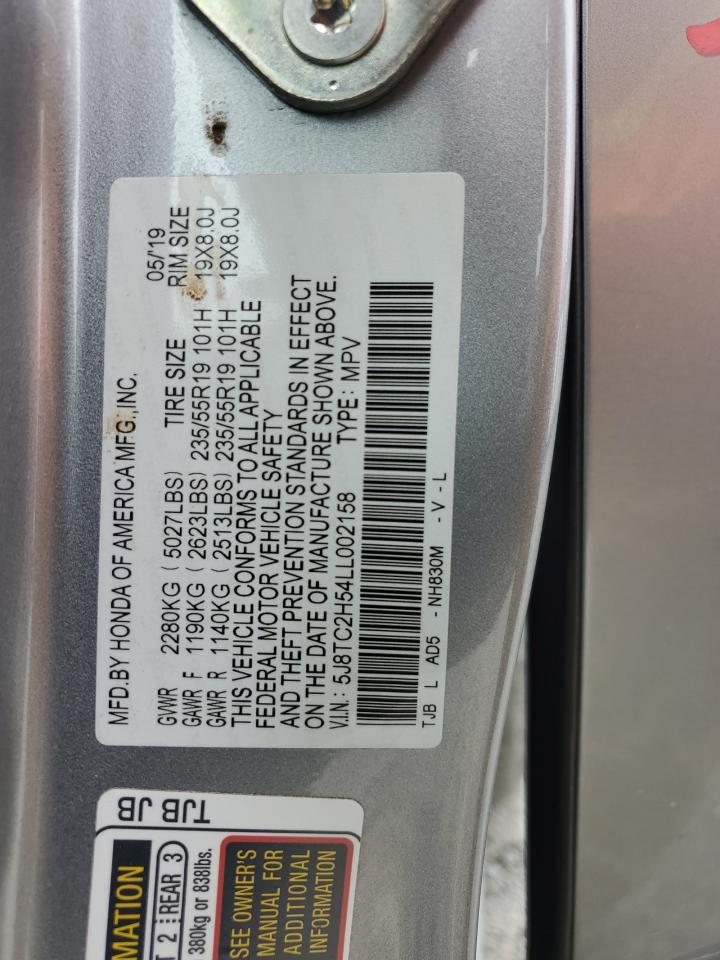 MFD.BY HONDA OF AMERICA MFG.,INC.
05/'19
GVWR 2280KG ( 5027LBS) TIRE SIZE RIM SIZE
GAWR F 1190KG ( 2623LBS) 235/55R19 101H 19X8.0J
GAWR R 1140KG ( 2513LBS) 235/55R19 101H 19X8.0J
THIS VEHICLE CONFORMS TO ALL APPLICABLE
FEDERAL MOTOR VEHICLE SAFETY
AND THEFT PREVENTION STANDARDS IN EFFECT
ON THE DATE OF MANUFACTURE SHOWN ABOVE.
V.I.N.: 5J8TC2H54LL002158 TYPE: MPV
TJB L AD5 - NH830M - V - L
TJB
JB
MATION
T 2 REAR 3
380kg or 838lbs.
SEE OWNER'S
MANUAL FOR
ADDITIONAL
INFORMATION